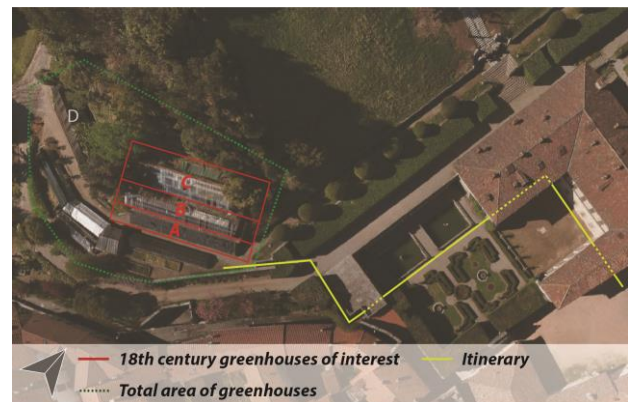 D
C
B
A
18th century greenhouses of interest
Itinerary
Total area of greenhouses